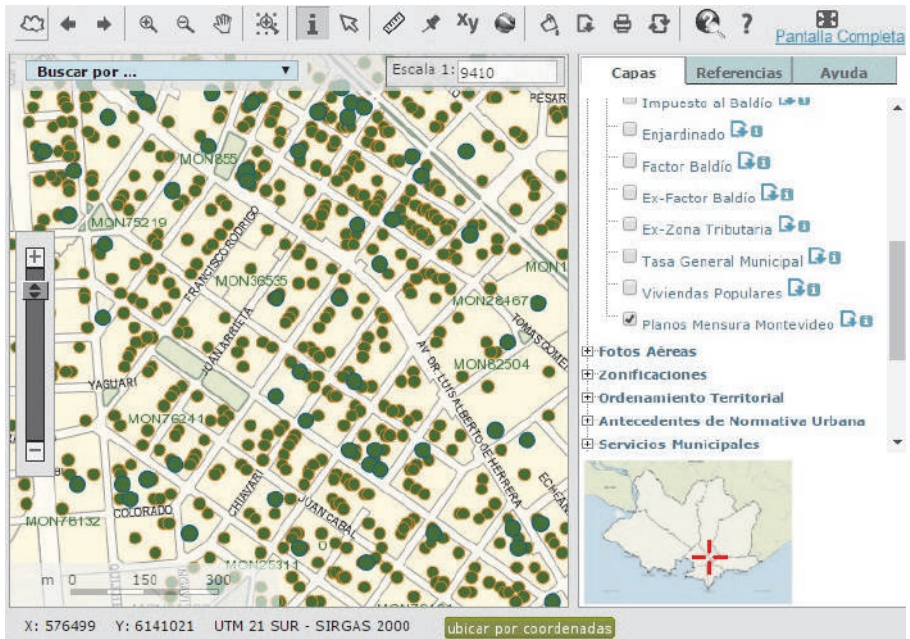 i
xy
?
?
Pantalla Completa
Buscar por ...
Escala 1: 9410
Capas
Referencias
Ayuda
Impuesto al Baldío
Enjardinado
Factor Baldío
Ex-Factor Baldío
Ex-Zona Tributaria
Tasa General Municipal
Viviendas Populares
Planos Mensura Montevideo
Fotos Aéreas
Zonificaciones
Ordenamiento Territorial
Antecedentes de Normativa Urbana
Servicios Municipales
MON855
MON75219
FRANCISCO RODRIGO
MON36535
MON28467
JUAN ARRIETA
MON82504
YAGUARI
AV. DR. LUIS ALBERTO DE HERRERA
MON76241
CHIAVARI
JUAN CABAL
COLORADO
MON76132
MON25311
m 0 150 300
X: 576499 Y: 6141021 UTM 21 SUR - SIRGAS 2000
ubicar por coordenadas